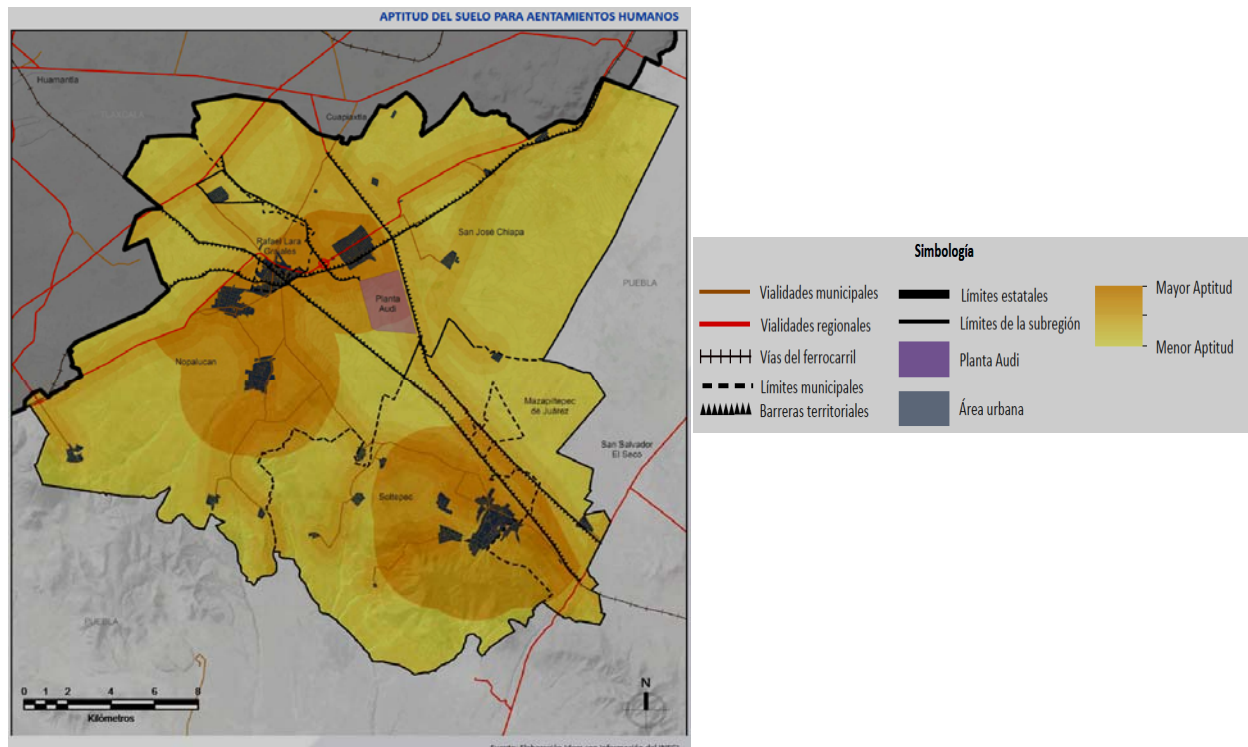 APTITUD DEL SUELO PARA AENTAMIENTOS HUMANOS
Huamantla
TLAXCALA
Cuapiaxtla
San José Chiapa
Rafael Lara
Grajales
PUEBLA
Planta
Audi
Nopalucan
Mazapiltepec
de Juárez
San Salvador
El Seco
Soltepec
PUEBLA
0 1 2 4 6 8
Kilómetros
N
Simbología
Vialidades municipales
Vialidades regionales
Vías del ferrocarril
Límites municipales
Barreras territoriales
Límites estatales
Límites de la subregión
Planta Audi
Área urbana
Mayor Aptitud
Menor Aptitud